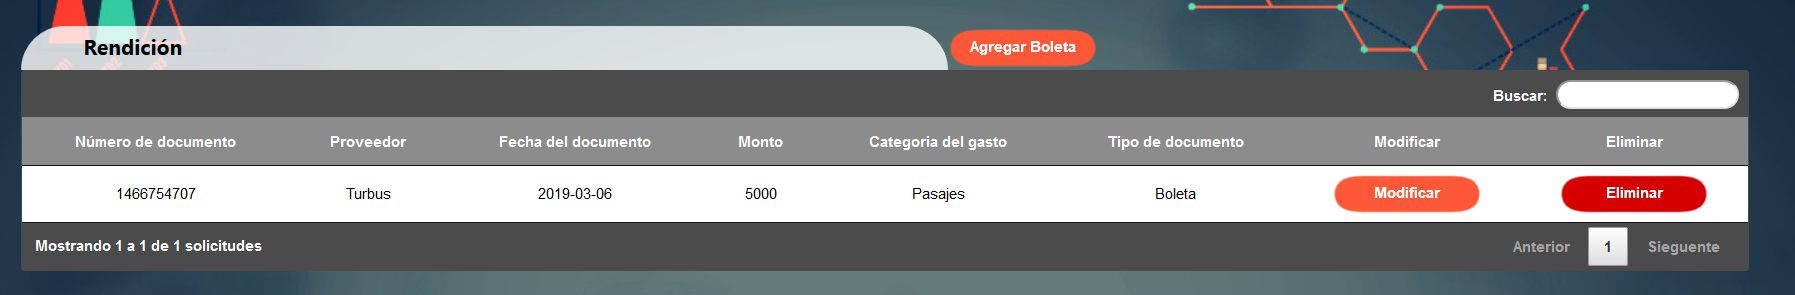 Rendición
Agregar Boleta
Buscar:
Número de documento Proveedor Fecha del documento Monto Categoria del gasto Tipo de documento Modificar Eliminar
1466754707 Turbus 2019-03-06 5000 Pasajes Boleta Modificar Eliminar
Mostrando 1 a 1 de 1 solicitudes
Anterior 1 Sieguente